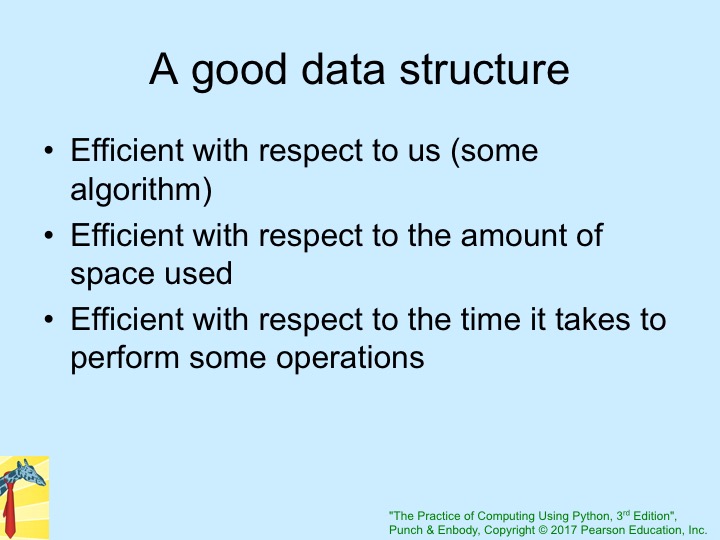 A good data structure
• Efficient with respect to us (some
algorithm)
• Efficient with respect to the amount of
space used
• Efficient with respect to the time it takes to
perform some operations
"The Practice of Computing Using Python, 3rd Edition",
Punch & Enbody, Copyright © 2017 Pearson Education, Inc.